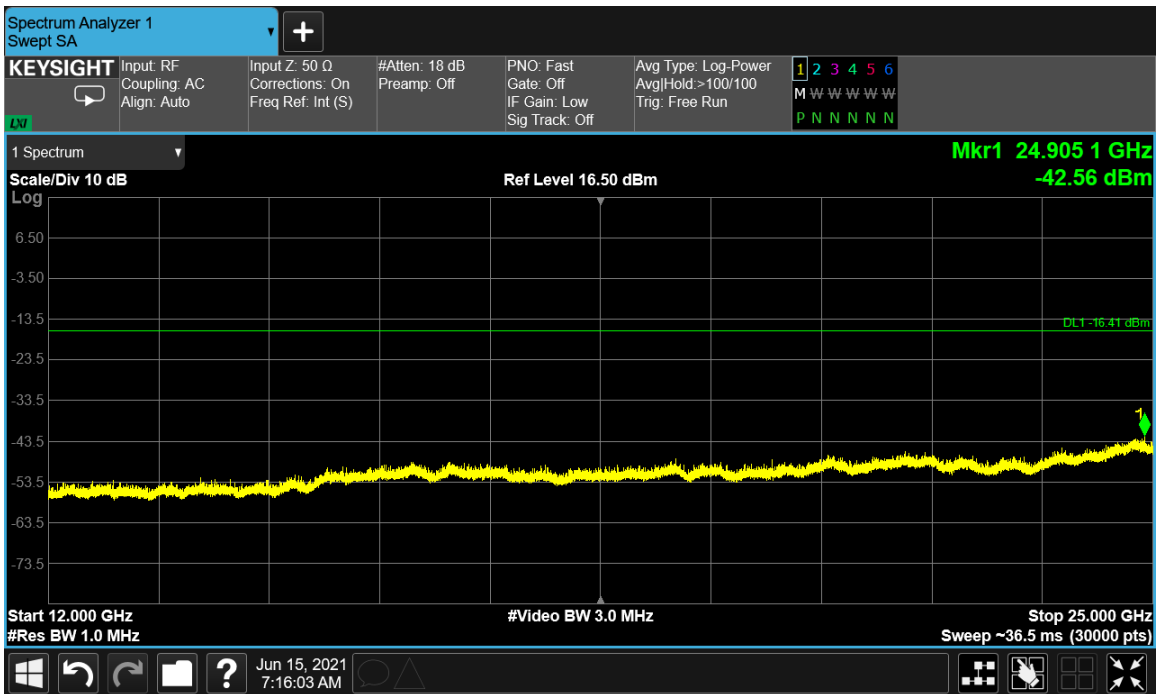 Spectrum Analyzer 1
Swept SA
KEYSIGHT
LXI
Input: RF
Coupling: AC
Align: Auto
Input Z: 50 Ω
Corrections: On
Freq Ref: Int (S)
#Atten: 18 dB
Preamp: Off
PNO: Fast
Gate: Off
IF Gain: Low
Sig Track: Off
Avg Type: Log-Power
Avg|Hold:>100/100
Trig: Free Run
1 2 3 4 5 6
M W W W W W
P N N N N N
1 Spectrum
Mkr1 24.905 1 GHz
Scale/Div 10 dB
Ref Level 16.50 dBm
-42.56 dBm
Log
6.50
-3.50
-13.5
DL1 -16.41 dBm
-23.5
-33.5
1
-43.5
-53.5
-63.5
-73.5
Start 12.000 GHz
#Video BW 3.0 MHz
Stop 25.000 GHz
#Res BW 1.0 MHz
Sweep ~36.5 ms (30000 pts)
?
Jun 15, 2021
7:16:03 AM